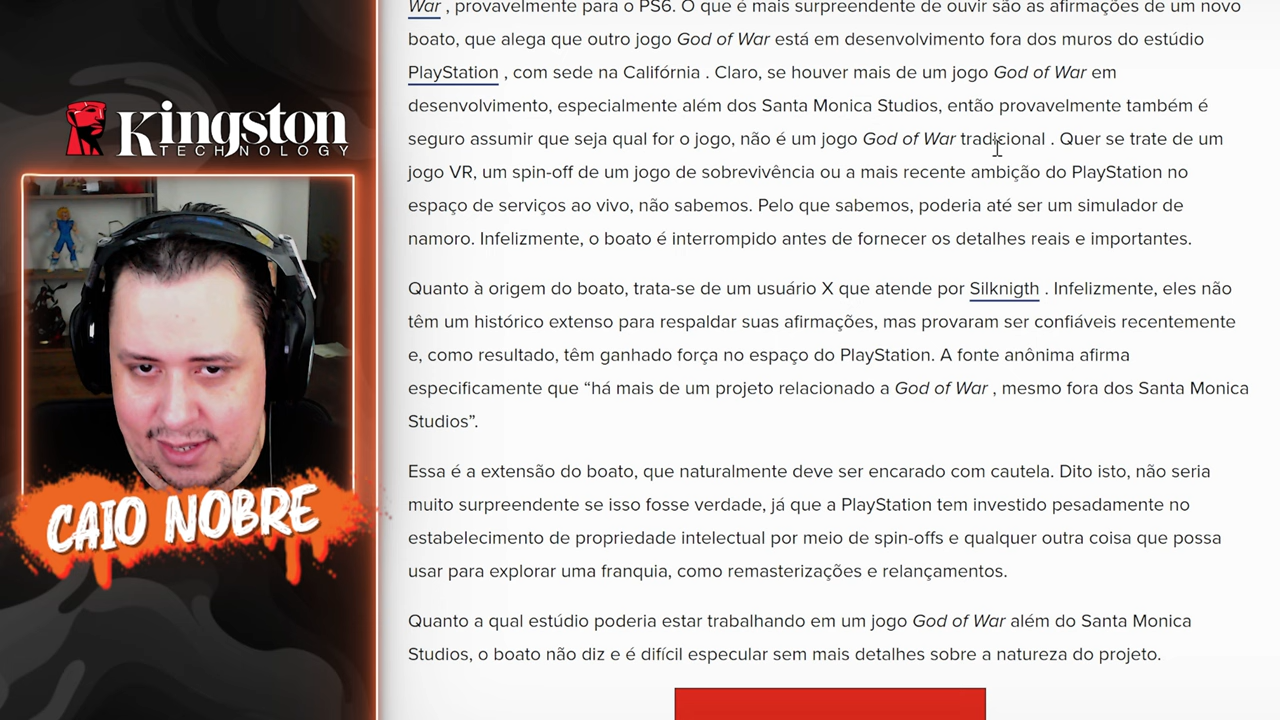 Kingston
TECHNOLOGY
CAIO NOBRE
War , provavelmente para o PS6. O que é mais surpreendente de ouvir são as afirmações de um novo
boato, que alega que outro jogo God of War está em desenvolvimento fora dos muros do estúdio
PlayStation , com sede na Califórnia . Claro, se houver mais de um jogo God of War em
desenvolvimento, especialmente além dos Santa Monica Studios, então provavelmente também é
seguro assumir que seja qual for o jogo, não é um jogo God of War tradicional . Quer se trate de um
jogo VR, um spin-off de um jogo de sobrevivência ou a mais recente ambição do PlayStation no
espaço de serviços ao vivo, não sabemos. Pelo que sabemos, poderia até ser um simulador de
namoro. Infelizmente, o boato é interrompido antes de fornecer os detalhes reais e importantes.
Quanto à origem do boato, trata-se de um usuário X que atende por Silknigth . Infelizmente, eles não
têm um histórico extenso para respaldar suas afirmações, mas provaram ser confiáveis recentemente
e, como resultado, têm ganhado força no espaço do PlayStation. A fonte anônima afirma
especificamente que “há mais de um projeto relacionado a God of War , mesmo fora dos Santa Monica
Studios”.
Essa é a extensão do boato, que naturalmente deve ser encarado com cautela. Dito isto, não seria
muito surpreendente se isso fosse verdade, já que a PlayStation tem investido pesadamente no
estabelecimento de propriedade intelectual por meio de spin-offs e qualquer outra coisa que possa
usar para explorar uma franquia, como remasterizações e relançamentos.
Quanto a qual estúdio poderia estar trabalhando em um jogo God of War além do Santa Monica
Studios, o boato não diz e é difícil especular sem mais detalhes sobre a natureza do projeto.